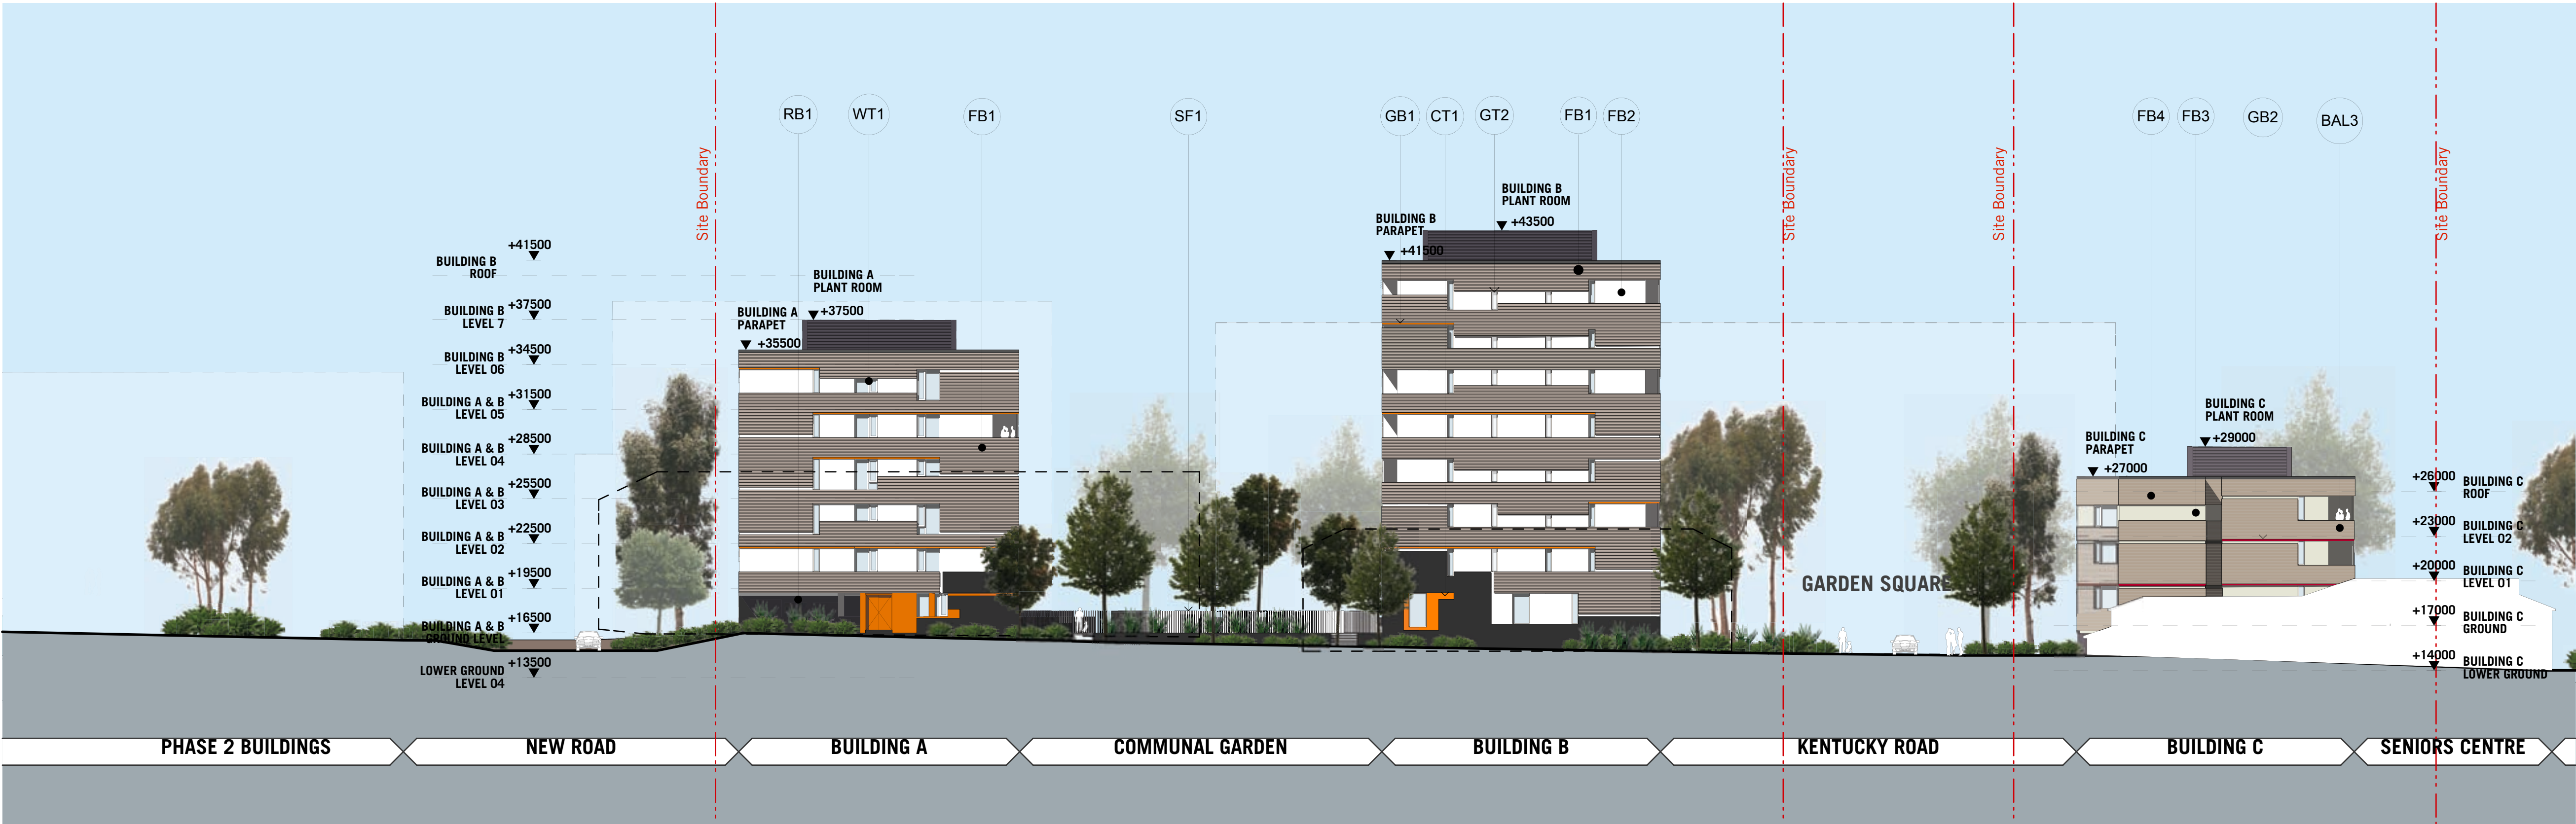 RB1
WT1
FB1
SF1
GB1
CT1
GT2
FB1
FB2
FB4
FB3
GB2
BAL3
Site Boundary
Site Boundary
Site Boundary
Site Boundary
BUILDING B
PLANT ROOM
+43500
BUILDING B
PARAPET
+41500
+41500
BUILDING B
ROOF
BUILDING A
PLANT ROOM
+37500
BUILDING A
PARAPET
+35500
+37500
BUILDING B
LEVEL 7
+34500
BUILDING B
LEVEL 06
+31500
BUILDING A & B
LEVEL 05
+28500
BUILDING A & B
LEVEL 04
+25500
BUILDING A & B
LEVEL 03
+22500
BUILDING A & B
LEVEL 02
+19500
BUILDING A & B
LEVEL 01
+16500
BUILDING A & B
GROUND LEVEL
+13500
LOWER GROUND
LEVEL 04
BUILDING C
PLANT ROOM
+29000
BUILDING C
PARAPET
+27000
+26000
BUILDING C
ROOF
+23000
BUILDING C
LEVEL 02
+20000
BUILDING C
LEVEL 01
+17000
BUILDING C
GROUND
+14000
BUILDING C
LOWER GROUND
GARDEN SQUARE
PHASE 2 BUILDINGS
NEW ROAD
BUILDING A
COMMUNAL GARDEN
BUILDING B
KENTUCKY ROAD
BUILDING C
SENIORS CENTRE